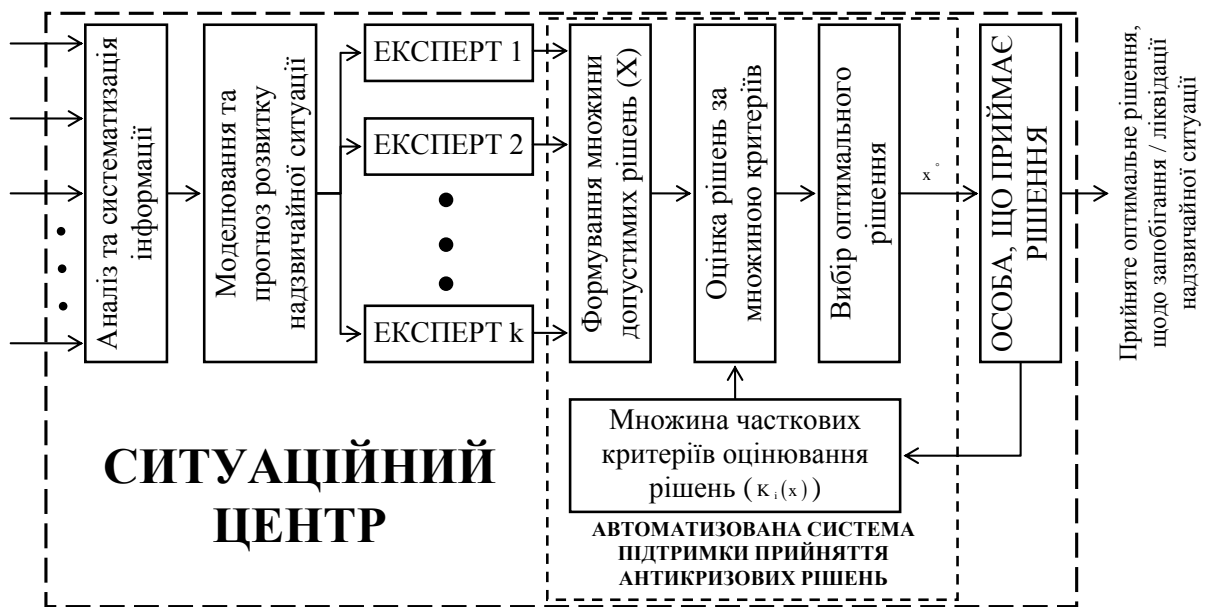 Аналіз та систематизація
інформації
Моделювання та
прогноз розвитку
надзвичайної ситуації
ЕКСПЕРТ 1
ЕКСПЕРТ 2
ЕКСПЕРТ k
Формування множини
допустимих рішень (X)
Оцінка рішень за
множиною критеріїв
Вибір оптимального
рішення
x°
ОСОБА, ЩО ПРИЙМАЄ
РІШЕННЯ
Прийняте оптимальне рішення,
щодо запобігання / ліквідації
надзвичайної ситуації
Множина часткових
критеріїв оцінювання
рішень (K i (x))
СИТУАЦІЙНИЙ
ЦЕНТР
АВТОМАТИЗОВАНА СИСТЕМА
ПІДТРИМКИ ПРИЙНЯТТЯ
АНТИКРИЗОВИХ РІШЕНЬ